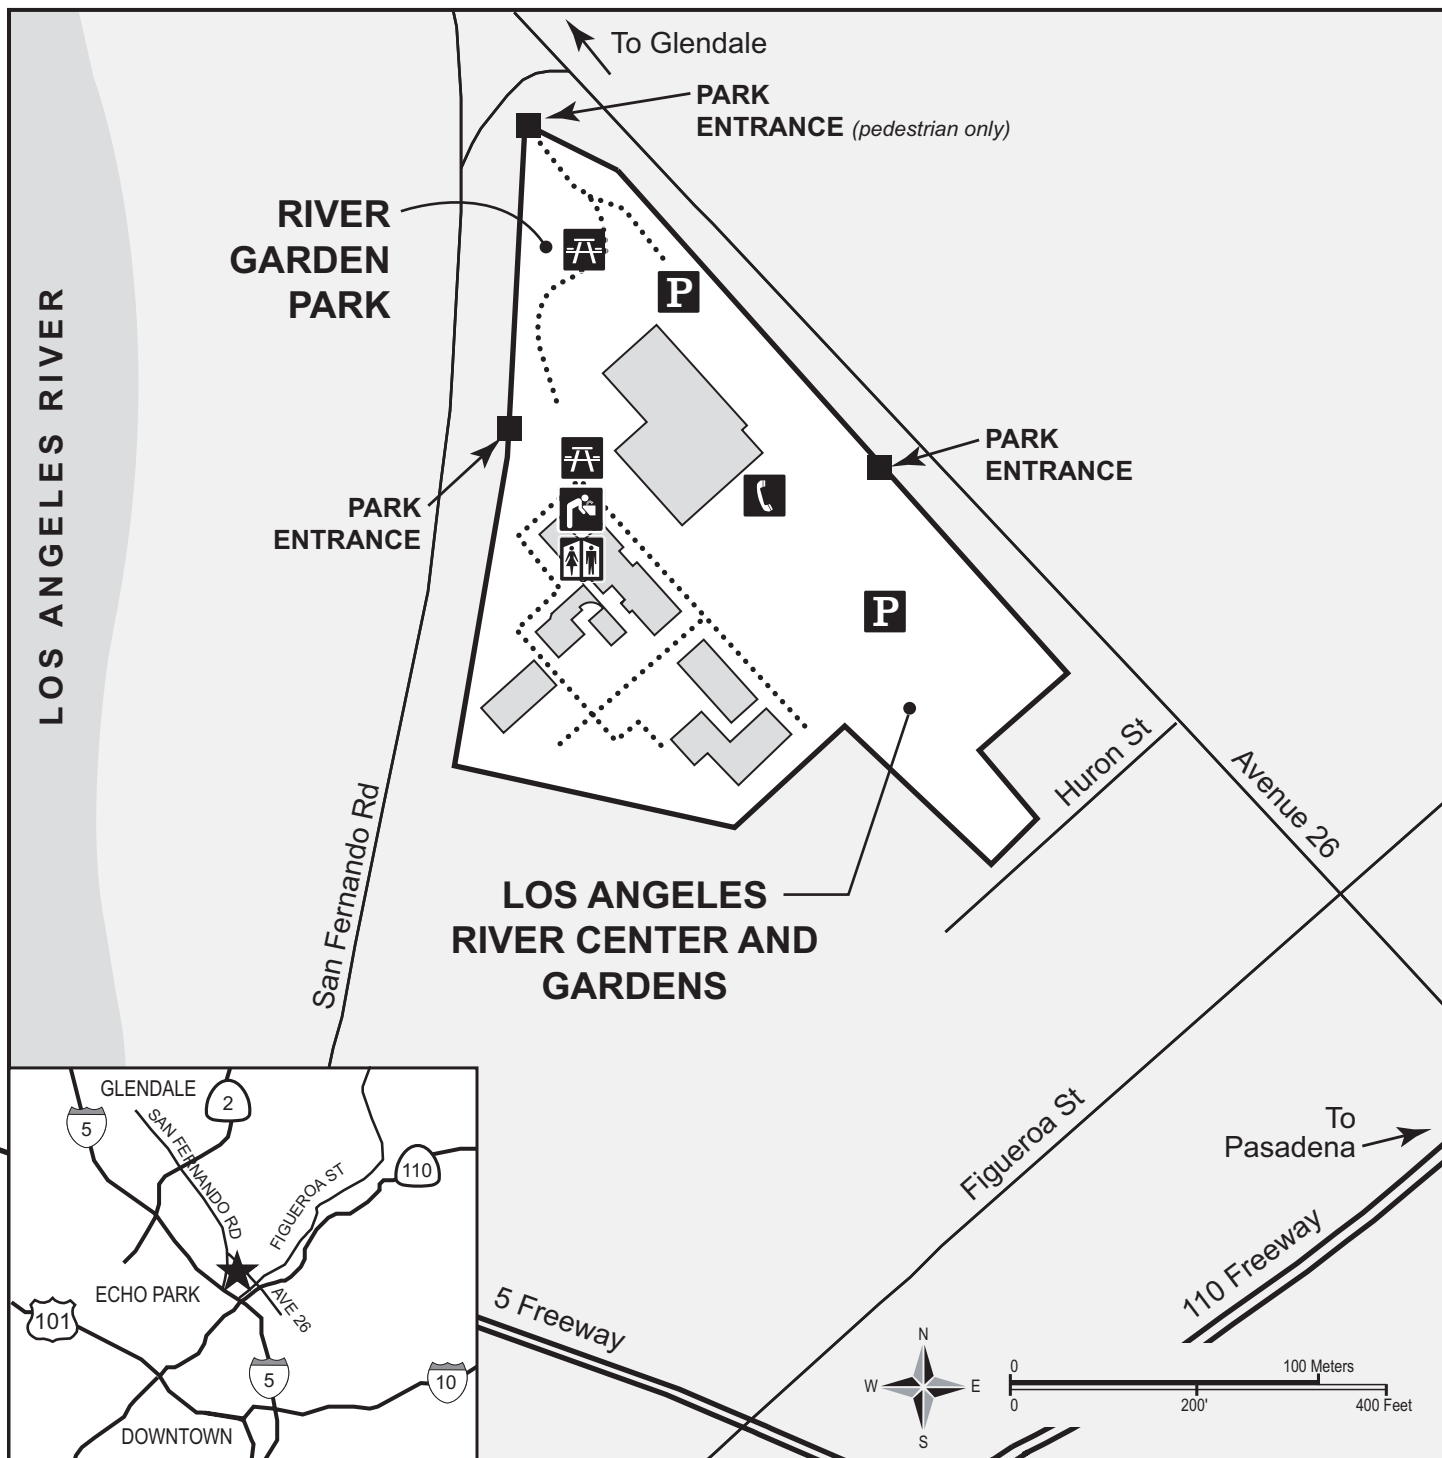 To Glendale
PARK
ENTRANCE (pedestrian only)
RIVER
GARDEN
PARK
P
LOS ANGELES RIVER
PARK
ENTRANCE
PARK
ENTRANCE
P
Huron St
Avenue 26
San Fernando Rd
LOS ANGELES
RIVER CENTER AND
GARDENS
Figueroa St
To
Pasadena
110 Freeway
5 Freeway
GLENDALE
2
5
SAN FERNANDO RD
FIGUEROA ST
110
ECHO PARK
AVE 26
101
5
10
DOWNTOWN
N
W
E
S
0
100 Meters
0
200'
400 Feet